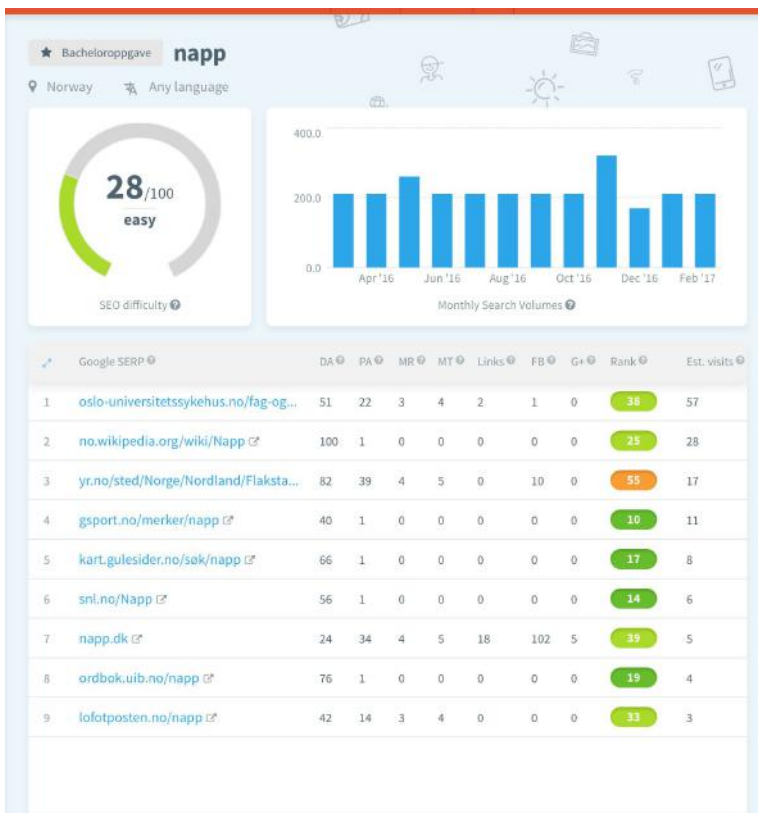 Bacheloroppgave napp
Norway Any language
28/100
easy
SEO difficulty
400.0
200.0
0.0
Apr '16 Jun '16 Aug '16 Oct '16 Dec '16 Feb '17
Monthly Search Volumes
Google SERP DA PA MR MT Links FB G+ Rank Est. visits
1 oslo-universitetssykehus.no/fag-og... 51 22 3 4 2 1 0 38 57
2 no.wikipedia.org/wiki/Napp 100 1 0 0 0 0 0 25 28
3 yr.no/sted/Norge/Nordland/Flaksta... 82 39 4 5 0 10 0 55 17
4 gsport.no/merker/napp 40 1 0 0 0 0 0 10 11
5 kart.gulesider.no/søk/napp 66 1 0 0 0 0 0 17 8
6 snl.no/Napp 56 1 0 0 0 0 0 14 6
7 napp.dk 24 34 4 5 18 102 5 39 5
8 ordbok.uib.no/napp 76 1 0 0 0 0 0 19 4
9 lofotposten.no/napp 42 14 3 4 0 0 0 33 3